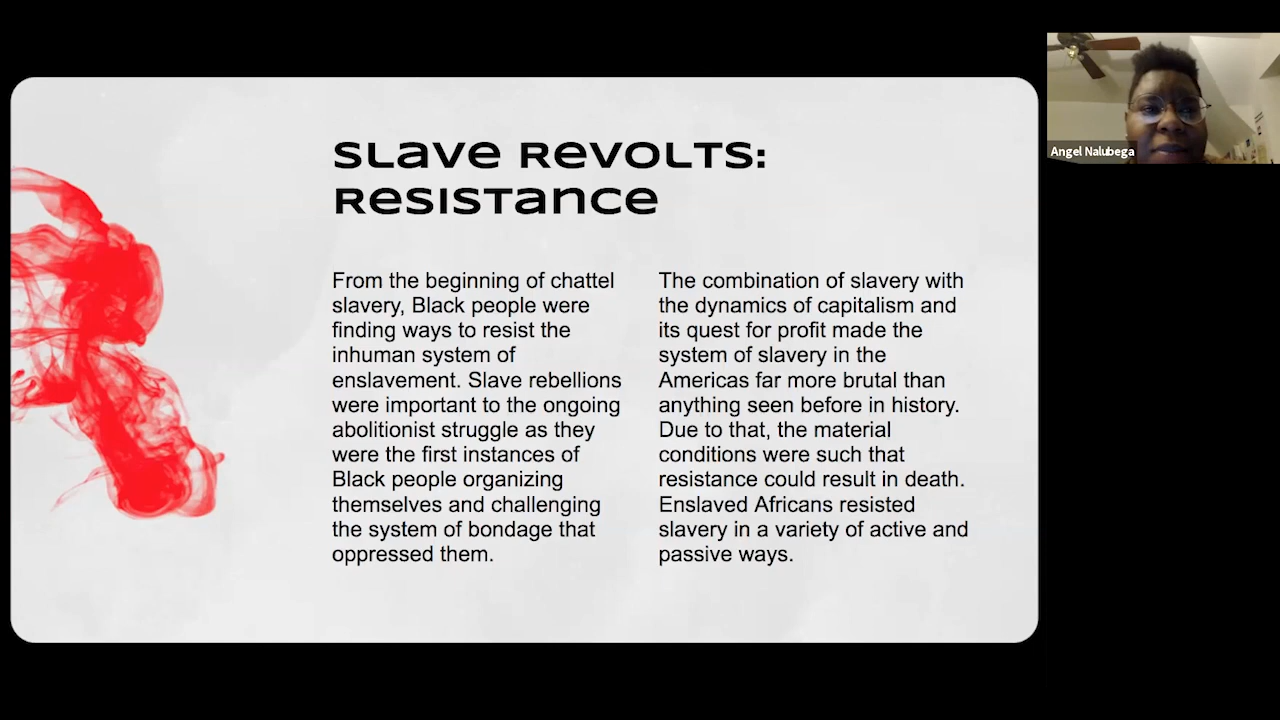 Slave Revolts:
Resistance
From the beginning of chattel
slavery, Black people were
finding ways to resist the
inhuman system of
enslavement. Slave rebellions
were important to the ongoing
abolitionist struggle as they
were the first instances of
Black people organizing
themselves and challenging
the system of bondage that
oppressed them.
The combination of slavery with
the dynamics of capitalism and
its quest for profit made the
system of slavery in the
Americas far more brutal than
anything seen before in history.
Due to that, the material
conditions were such that
resistance could result in death.
Enslaved Africans resisted
slavery in a variety of active and
passive ways.
Angel Nalubega